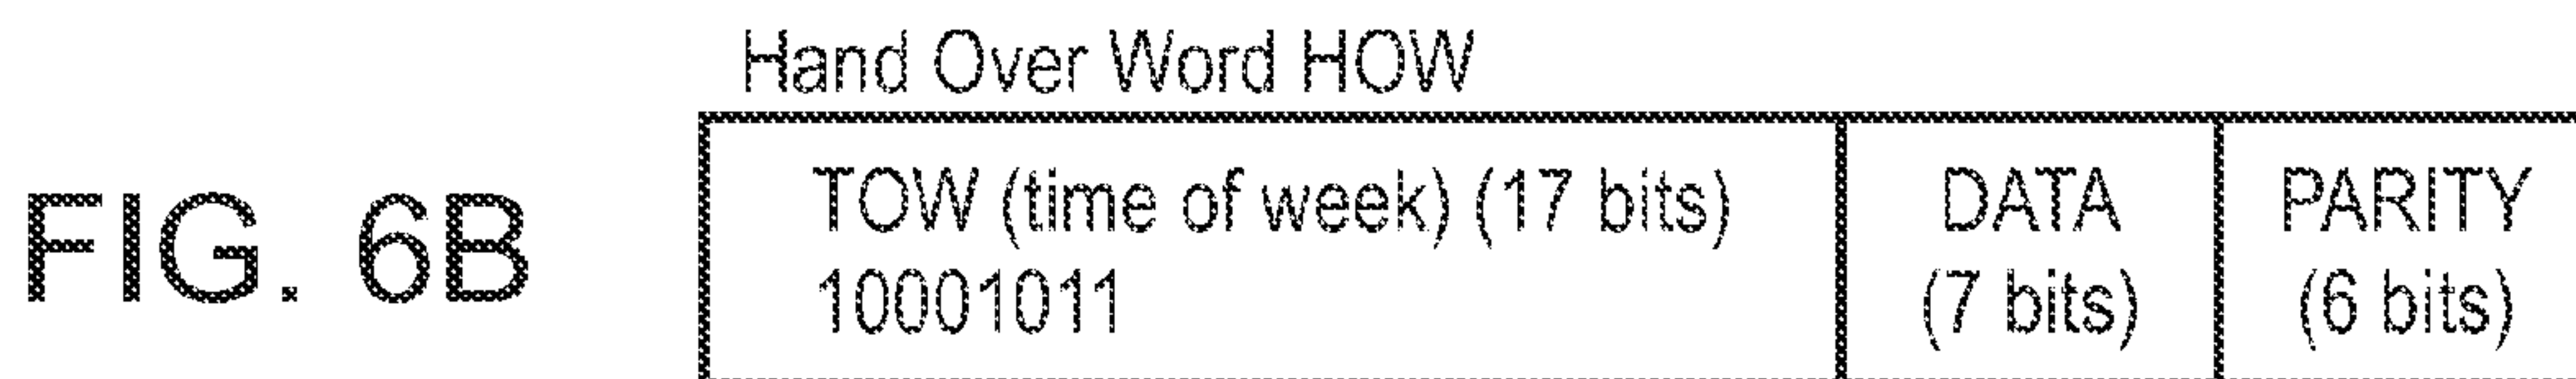 Hand Over Word HOW
FIG. 6B
TOW (time of week) (17 bits)
10001011
DATA
(7 bits)
PARITY
(6 bits)